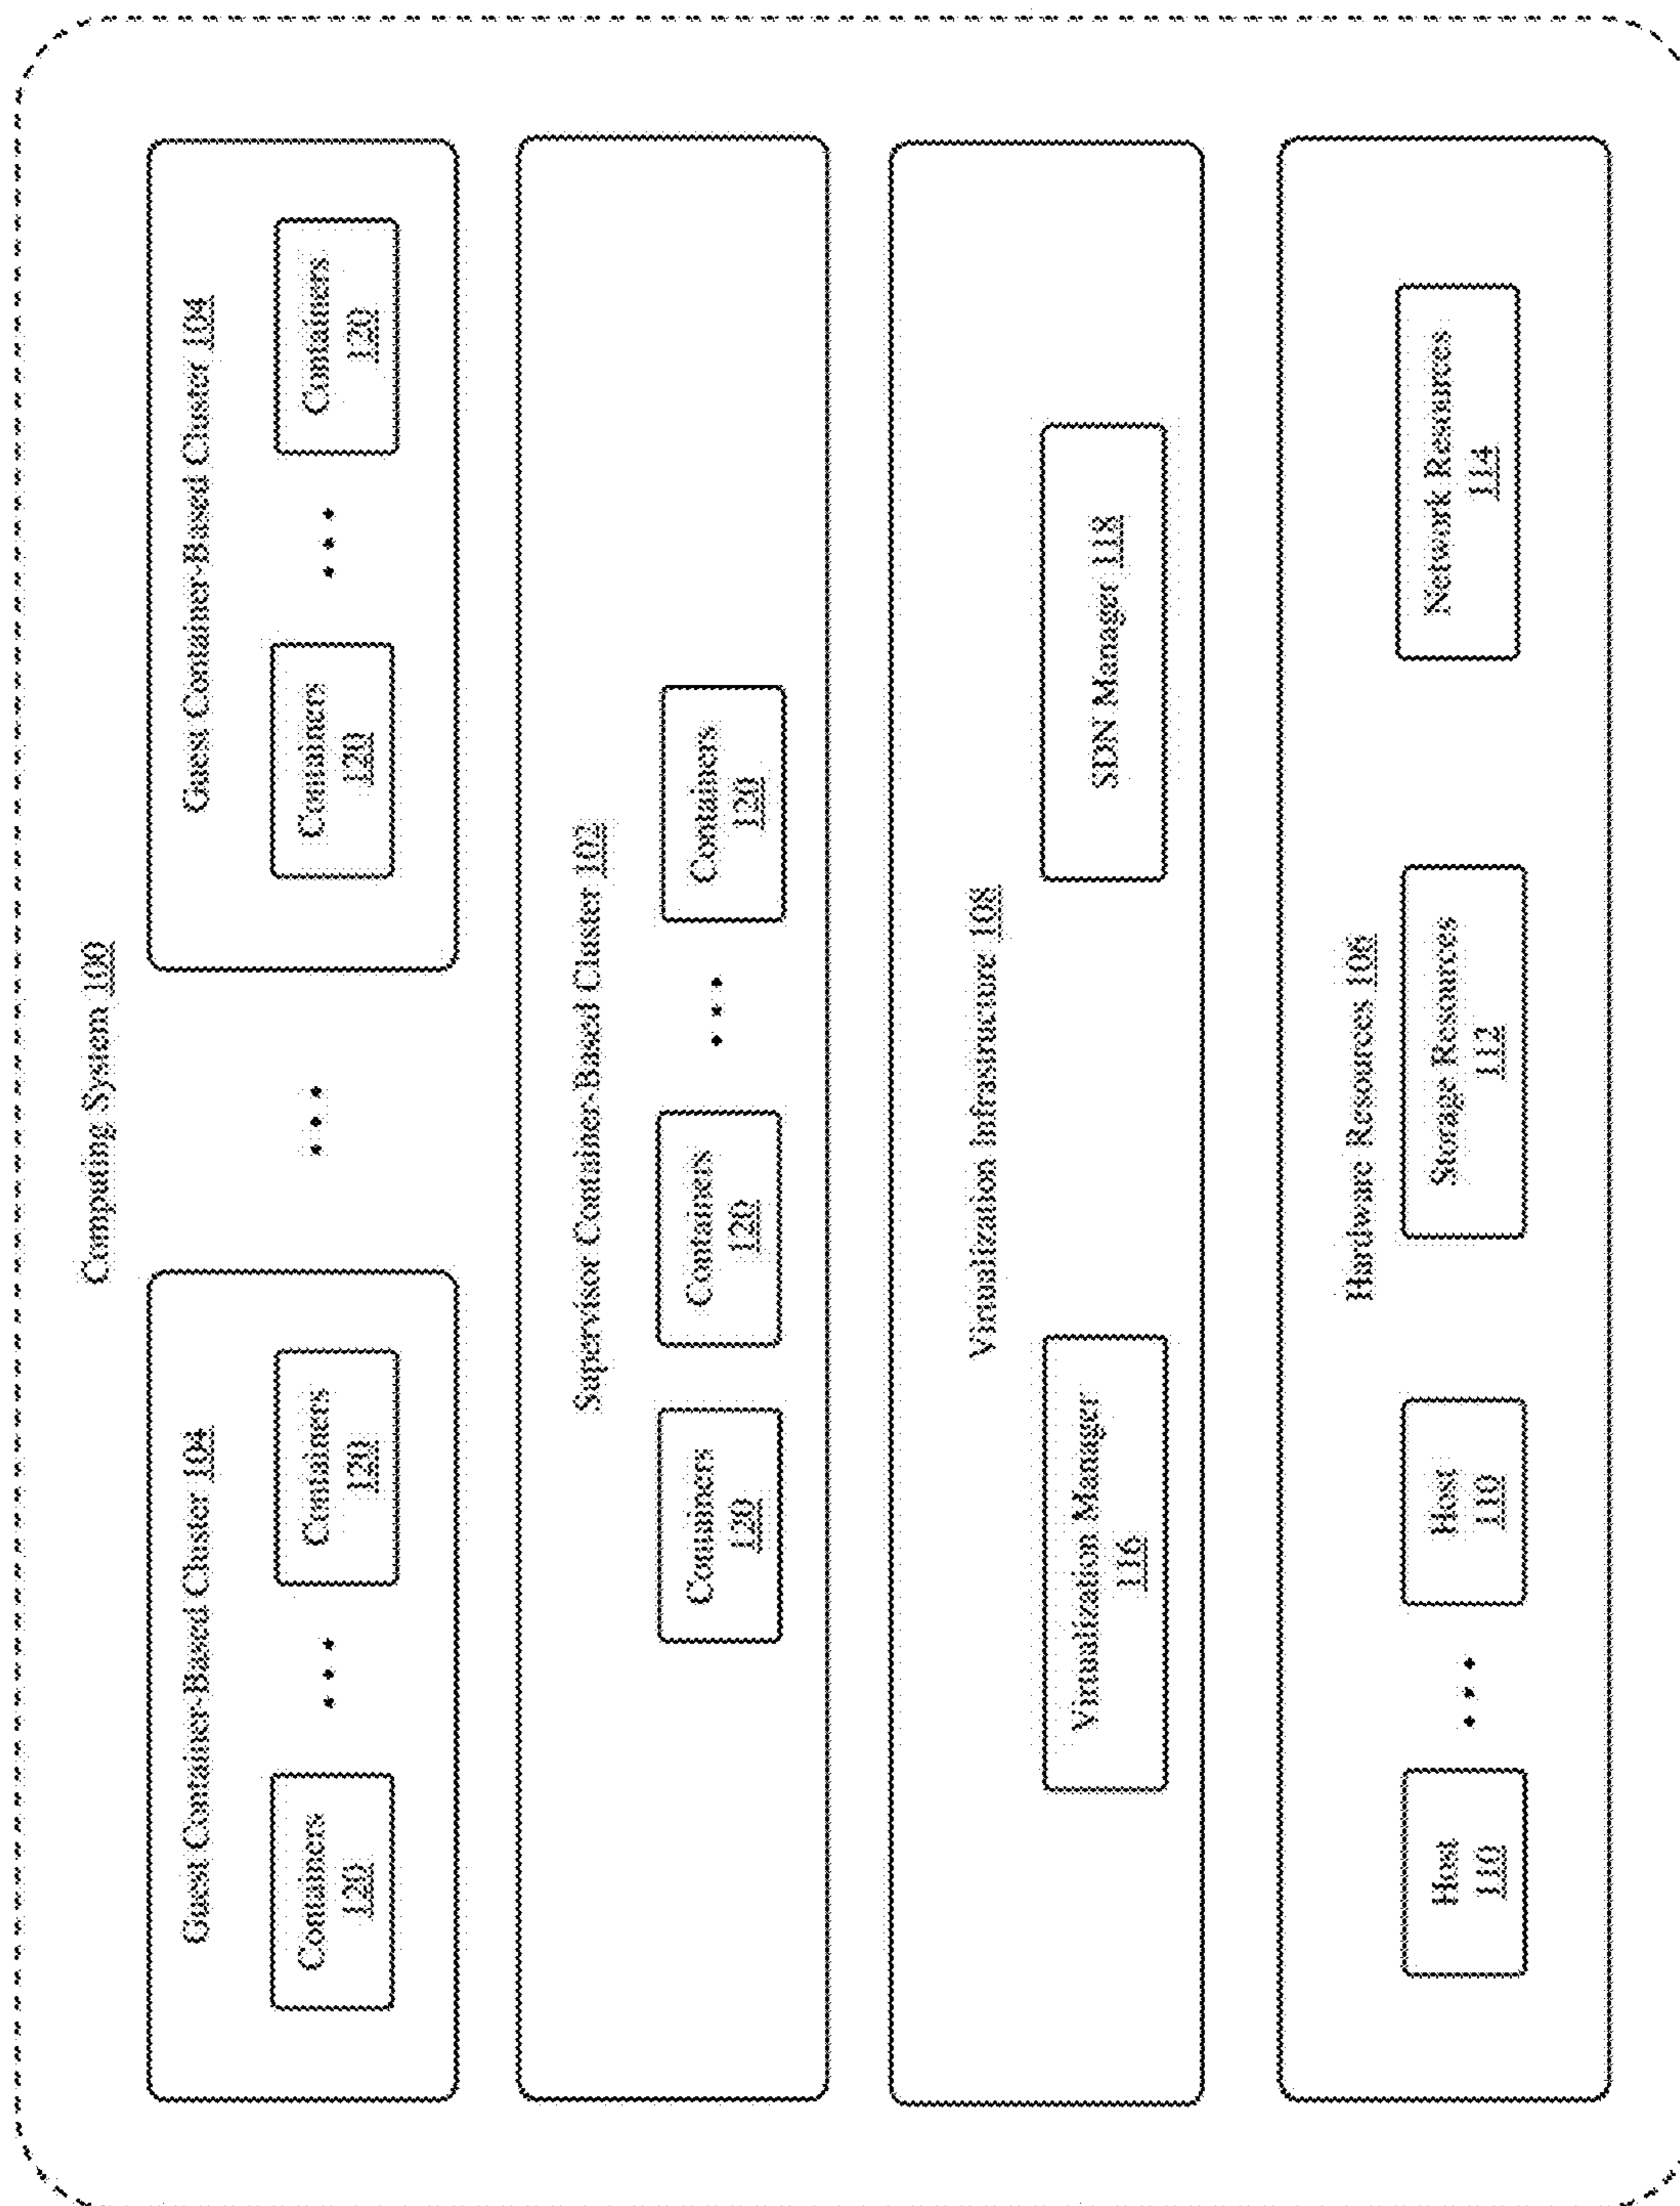 Computing System 100
Guest Container-Based Cluster 104
Containers
120
Containers
120
Guest Container-Based Cluster 104
Containers
120
Containers
120
Supervisor Container-Based Cluster 102
Containers
120
Containers
120
Containers
120
Virtualization Infrastructure 108
Virtualization Manager
116
SDN Manager 118
Hardware Resources 106
Host
110
Host
110
Storage Resources
112
Network Resources
114